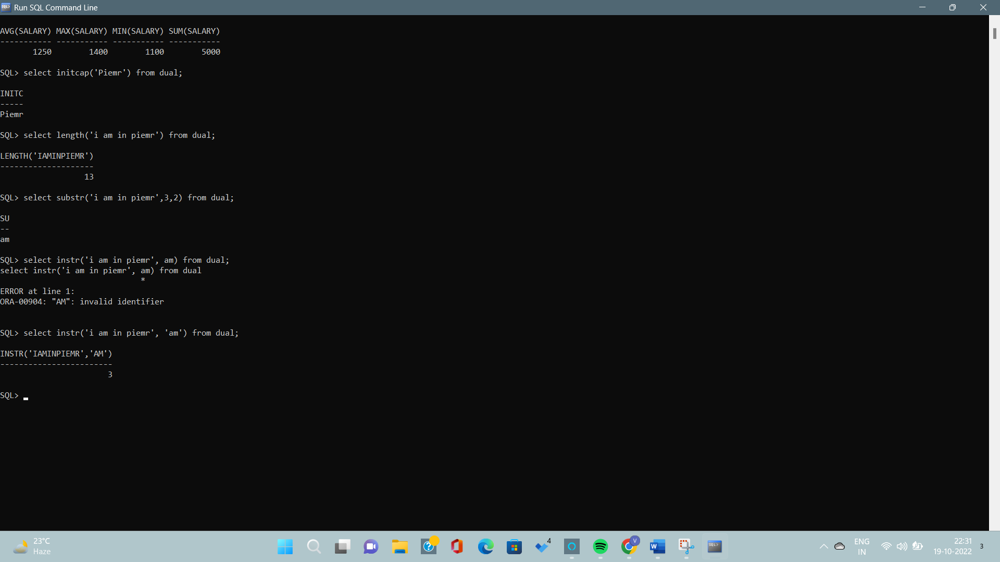 Run SQL Command Line
AVG(SALARY) MAX(SALARY) MIN(SALARY) SUM(SALARY)
----------- ----------- ----------- -----------
       1250        1400        1100        5000
SQL> select initcap('Piemr') from dual;
INITC
-----
Piemr
SQL> select length('i am in piemr') from dual;
LENGTH('IAMINPIEMR')
--------------------
                  13
SQL> select substr('i am in piemr',3,2) from dual;
SU
--
am
SQL> select instr('i am in piemr', am) from dual;
select instr('i am in piemr', am) from dual
                              *
ERROR at line 1:
ORA-00904: "AM": invalid identifier
SQL> select instr('i am in piemr', 'am') from dual;
INSTR('IAMINPIEMR','AM')
------------------------
                       3
SQL>
23°C
Haze
4
V
ENG
IN
22:31
19-10-2022
3